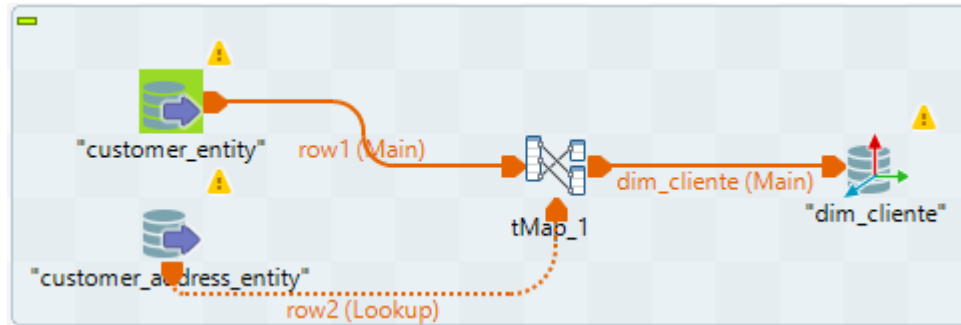 "customer_entity"
row1 (Main)
tMap_1
dim_cliente (Main)
"dim_cliente"
"customer_address_entity"
row2 (Lookup)